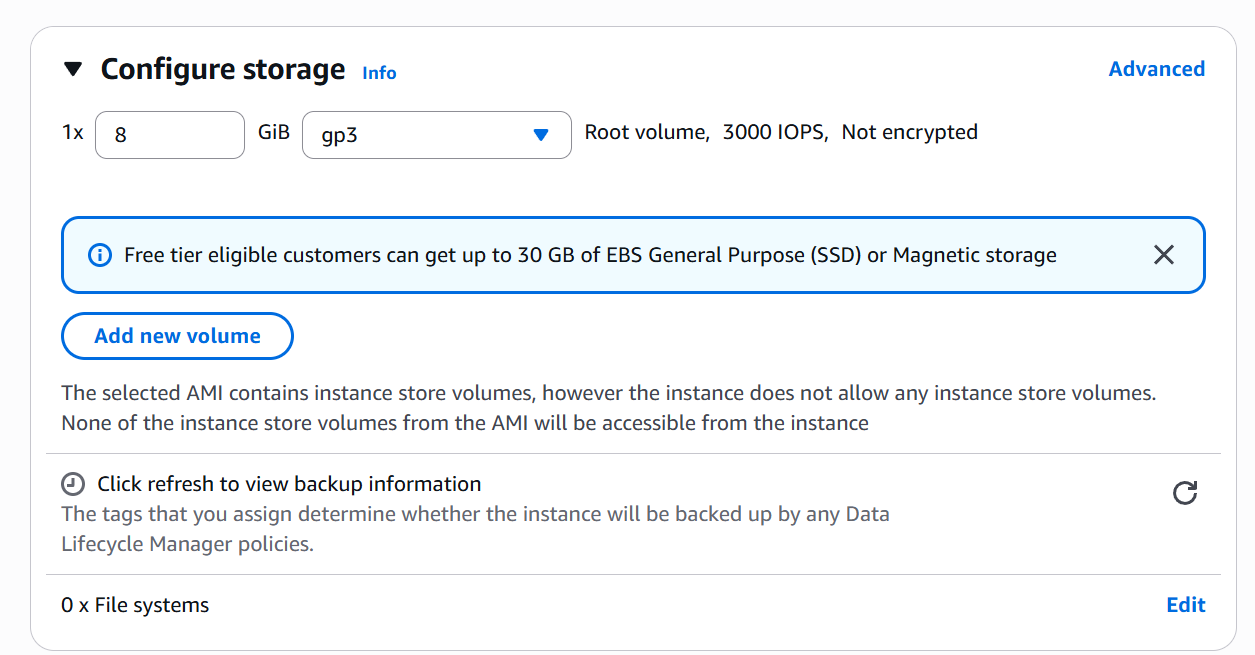 Configure storage Info Advanced
1x 8 GiB gp3 Root volume, 3000 IOPS, Not encrypted
Free tier eligible customers can get up to 30 GB of EBS General Purpose (SSD) or Magnetic storage
Add new volume
The selected AMI contains instance store volumes, however the instance does not allow any instance store volumes.
None of the instance store volumes from the AMI will be accessible from the instance
Click refresh to view backup information
The tags that you assign determine whether the instance will be backed up by any Data
Lifecycle Manager policies.
0 x File systems Edit